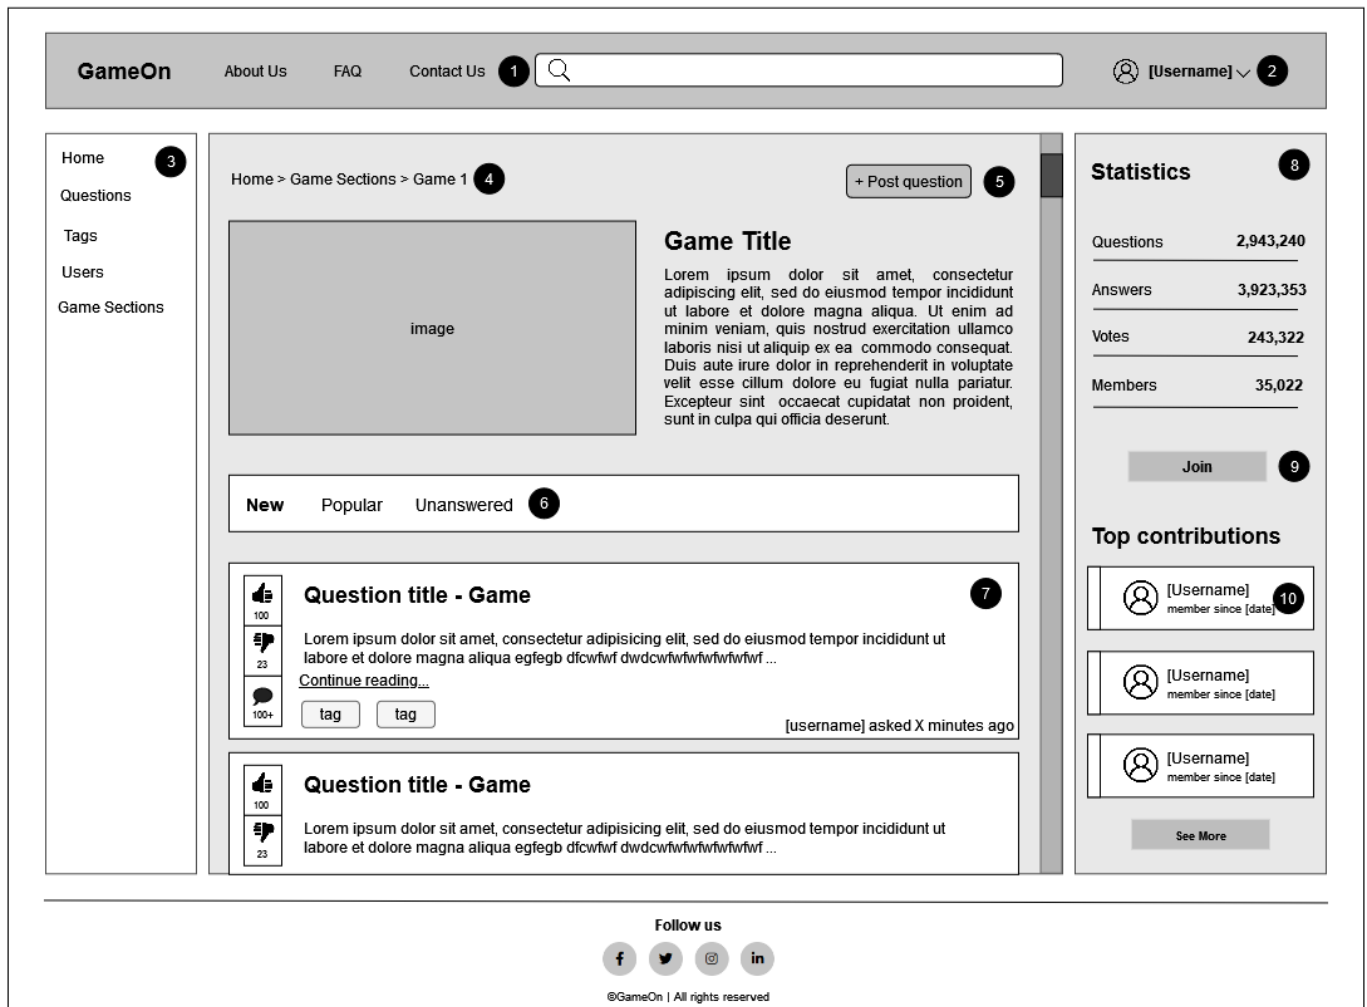 GameOn
About Us
FAQ
Contact Us
1
[Username]
2
Home
3
Questions
Tags
Users
Game Sections
Home > Game Sections > Game 1
4
+ Post question
5
image
Game Title
Lorem ipsum dolor sit amet, consectetur
adipiscing elit, sed do eiusmod tempor incididunt
ut labore et dolore magna aliqua. Ut enim ad
minim veniam, quis nostrud exercitation ullamco
laboris nisi ut aliquip ex ea commodo consequat.
Duis aute irure dolor in reprehenderit in voluptate
velit esse cillum dolore eu fugiat nulla pariatur.
Excepteur sint occaecat cupidatat non proident,
sunt in culpa qui officia deserunt.
New
Popular
Unanswered
6
100
23
100+
Question title - Game
7
Lorem ipsum dolor sit amet, consectetur adipisicing elit, sed do eiusmod tempor incididunt ut
labore et dolore magna aliqua egfegb dfcwfwf dwdcwfwfwfwfwfwf ...
Continue reading...
tag
tag
[username] asked X minutes ago
100
23
Question title - Game
Lorem ipsum dolor sit amet, consectetur adipisicing elit, sed do eiusmod tempor incididunt ut
labore et dolore magna aliqua egfegb dfcwfwf dwdcwfwfwfwfwfwf ...
Statistics
8
Questions 2,943,240
Answers 3,923,353
Votes 243,322
Members 35,022
Join
9
Top contributions
[Username]
member since [date]
10
[Username]
member since [date]
[Username]
member since [date]
See More
Follow us
f
in
©GameOn | All rights reserved